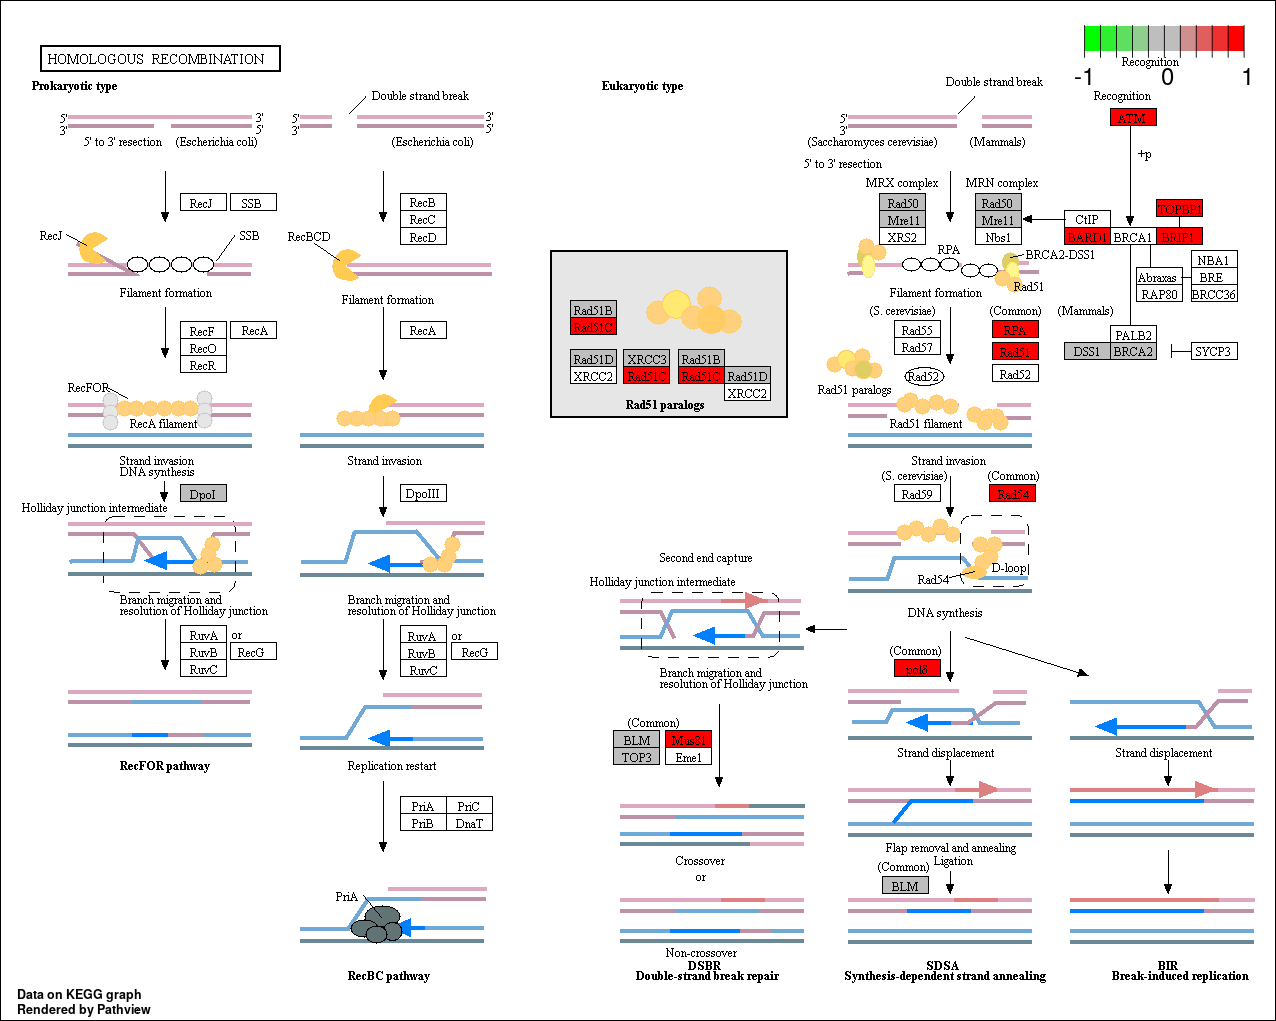 HOMOLOGOUS RECOMBINATION
-1 0 1
Recognition
Prokaryotic type
Eukaryotic type
Double strand break
Double strand break
Recognition
ATM
+p
5' 3'
3' 5'
5' 3'
3' 5'
5'
3'
5' to 3' resection (Escherichia coli)
(Escherichia coli)
(Saccharomyces cerevisiae) (Mammals)
5' to 3' resection
MRX complex MRN complex
RecJ SSB
RecB
RecC
RecD
Rad50
Mre11
XRS2
Rad50
Mre11
Nbs1
CtIP
TOPBP1
BARD1 BRCA1 BRIP1
RecJ SSB
RecBCD
RPA
BRCA2-DSS1
Rad51
NBA1
Abraxas BRE
RAP80 BRCC36
Filament formation
Filament formation
Filament formation
(S. cerevisiae) (Common) (Mammals)
RecF RecA
RecO
RecR
RecA
Rad51B
Rad51C
Rad51D
XRCC2
XRCC3
Rad51C
Rad51B
Rad51C Rad51D
XRCC2
Rad51 paralogs
Rad55
Rad57
RPA
Rad51
Rad52
PALB2
DSS1 BRCA2
SYCP3
Rad51 paralogs
Rad52
RecFOR
RecA filament
Rad51 filament
Strand invasion
DNA synthesis
Strand invasion
Strand invasion
(S. cerevisiae) (Common)
DpoI
DpoIII
Rad59
Rad54
Holliday junction intermediate
D-loop
Rad54
Second end capture
Holliday junction intermediate
Branch migration and
resolution of Holliday junction
Branch migration and
resolution of Holliday junction
DNA synthesis
RuvA or
RuvB RecG
RuvC
RuvA or
RuvB RecG
RuvC
(Common)
polδ
Branch migration and
resolution of Holliday junction
(Common)
BLM Mus81
TOP3 Eme1
Strand displacement
Strand displacement
RecFOR pathway
Replication restart
PriA PriC
PriB DnaT
Crossover
or
Flap removal and annealing
Ligation
(Common)
BLM
PriA
Non-crossover
RecBC pathway
DSBR
Double-strand break repair
SDSA
Synthesis-dependent strand annealing
BIR
Break-induced replication
Data on KEGG graph
Rendered by Pathview